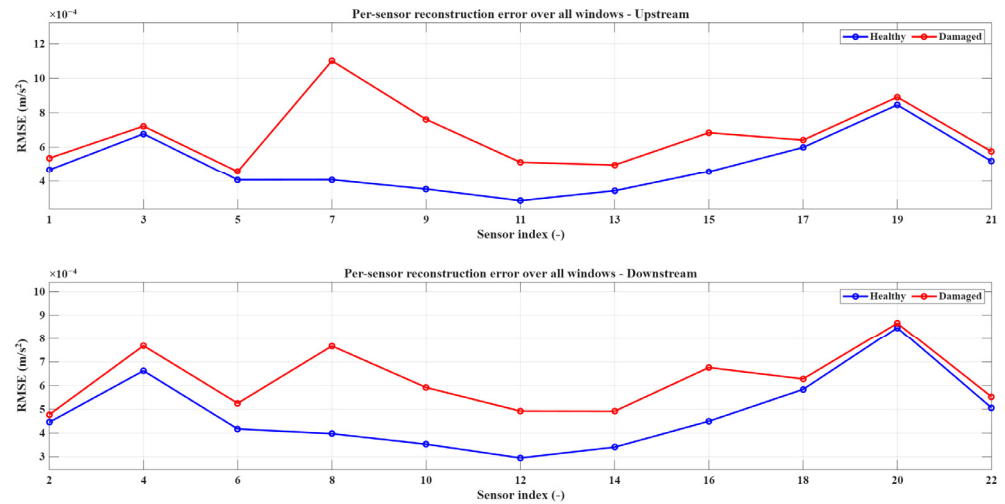 ×10⁻⁴
Per-sensor reconstruction error over all windows - Upstream
Healthy Damaged
12
10
8
6
4
RMSE (m/s²)
1 3 5 7 9 11 13 15 17 19 21
Sensor index (-)
×10⁻⁴
Per-sensor reconstruction error over all windows - Downstream
Healthy Damaged
10
9
8
7
6
5
4
3
RMSE (m/s²)
2 4 6 8 10 12 14 16 18 20 22
Sensor index (-)